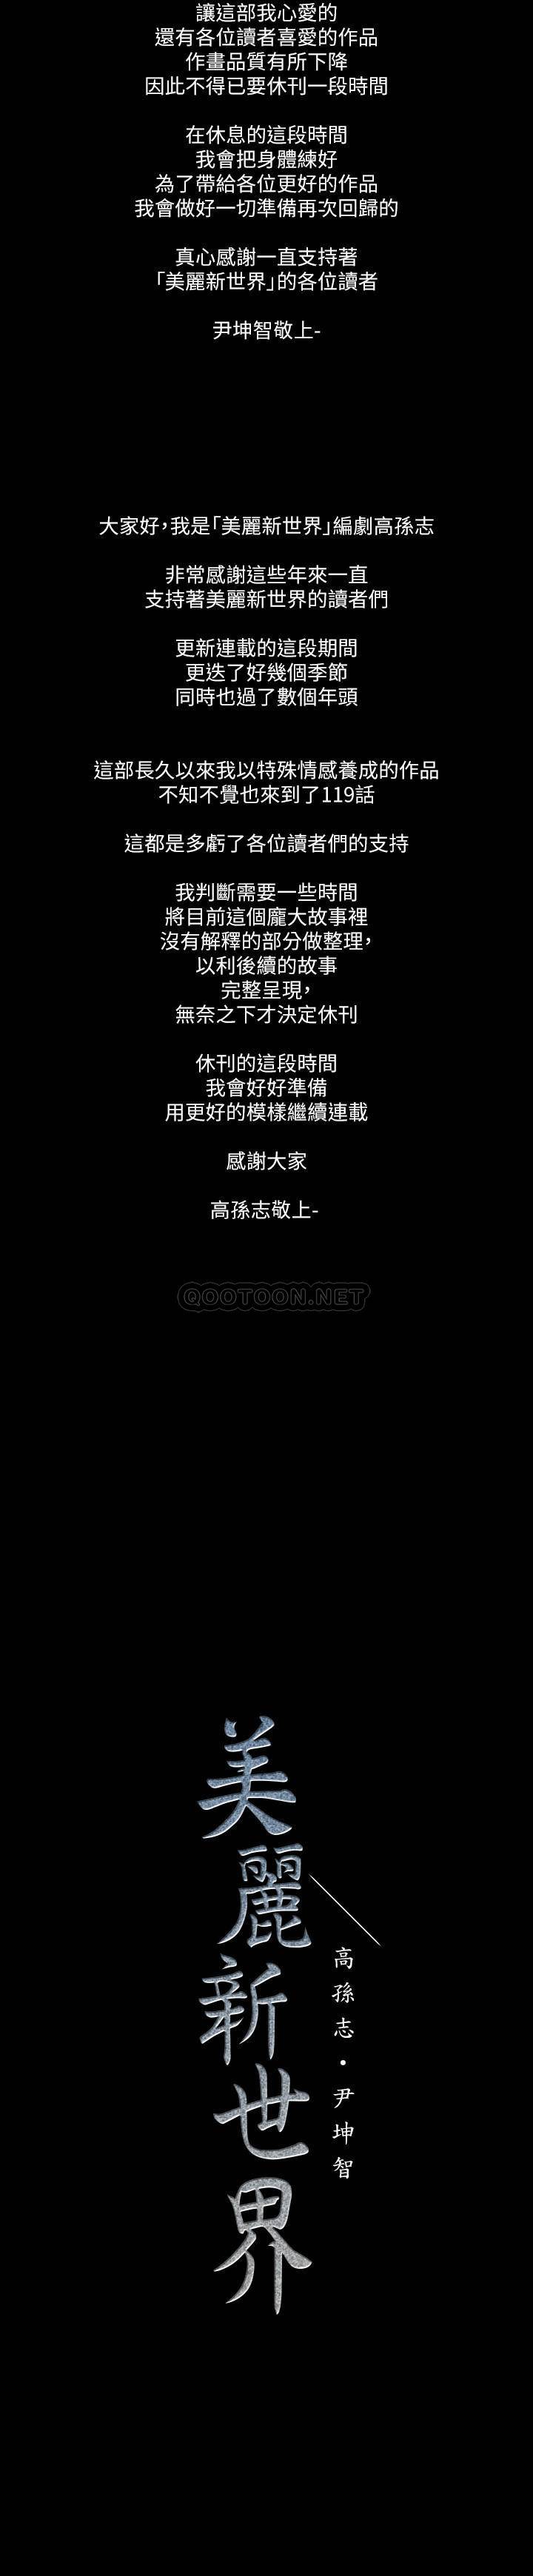 讓這部我心愛的
還有各位讀者喜愛的作品
作畫品質有所下降
因此不得已要休刊一段時間
在休息的這段時間
我會把身體練好
為了帶給各位更好的作品
我會做好一切準備再次回歸的
真心感謝一直支持著
「美麗新世界」的各位讀者
尹坤智敬上-
大家好，我是「美麗新世界」編劇高孫志
非常感謝這些年來一直
支持著美麗新世界的讀者們
更新連載的這段期間
更迭了好幾個季節
同時也過了數個年頭
這部長久以來我以特殊情感養成的作品
不知不覺也來到了119話
這都是多虧了各位讀者們的支持
我判斷需要一些時間
將目前這個龐大故事裡
沒有解釋的部分做整理，
以利後續的故事
完整呈現，
無奈之下才決定休刊
休刊的這段時間
我會好好準備
用更好的模樣繼續連載
感謝大家
高孫志敬上-
QOOTOON.NET
美麗新世界
高孫志・尹坤智